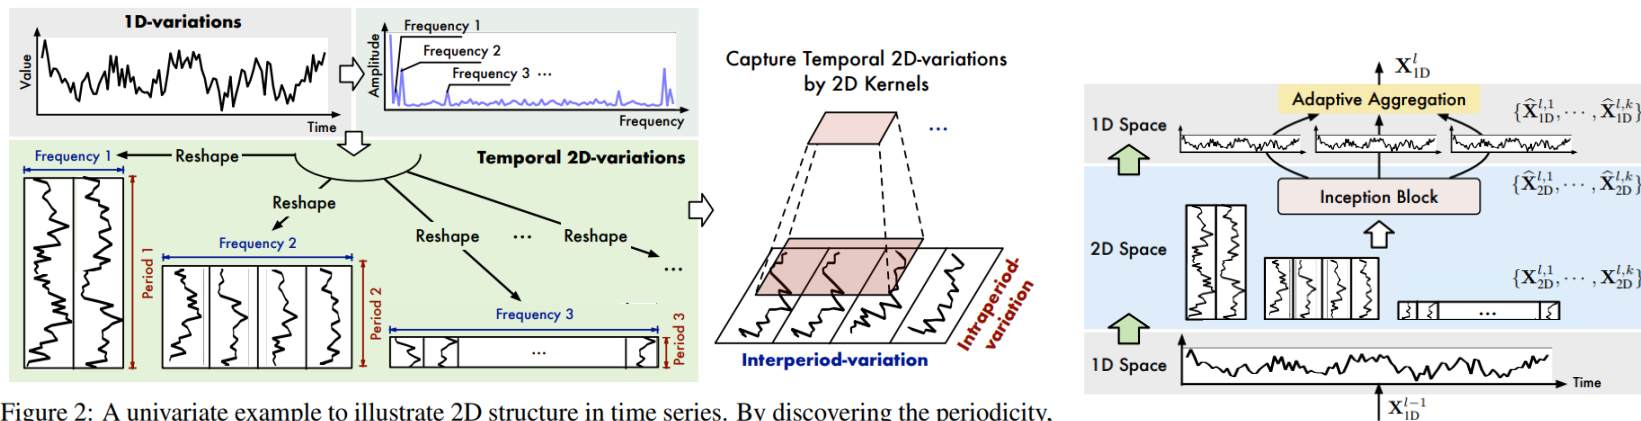 1D-variations
Value
Time
Amplitude
Frequency 1
Frequency 2
Frequency 3 ...
Frequency
Temporal 2D-variations
Frequency 1
Reshape
Period 1
Reshape
Frequency 2
Period 2
Reshape
...
Reshape
...
Frequency 3
...
Period 3
Capture Temporal 2D-variations
by 2D Kernels
...
Interperiod-variation
Intraperiod-
variation
X^l_1D
Adaptive Aggregation
{X̂^{l,1}_1D, ⋯ , X̂^{l,k}_1D}
1D Space
{X̂^{l,1}_2D, ⋯ , X̂^{l,k}_2D}
Inception Block
2D Space
{X^{l,1}_2D, ⋯ , X^{l,k}_2D}
...
1D Space
Time
X^{l−1}_1D
Figure 2: A univariate example to illustrate 2D structure in time series. By discovering the periodicity,